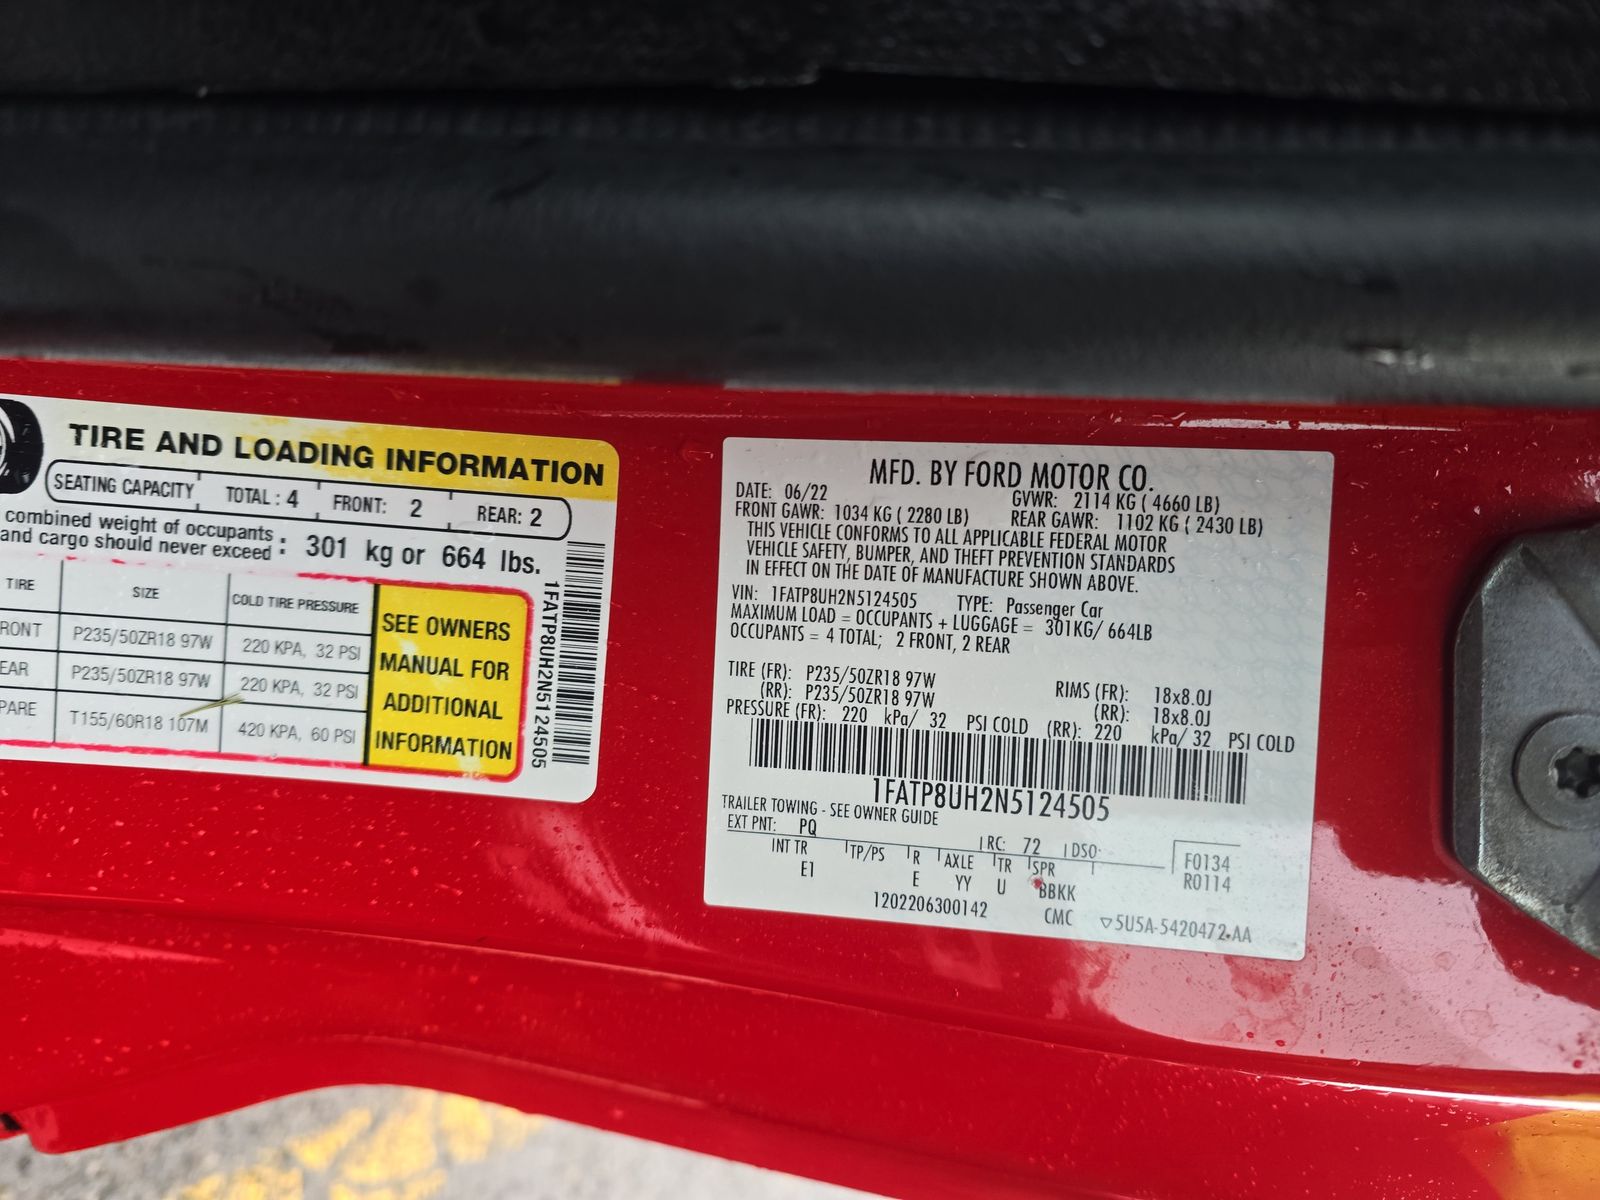 TIRE AND LOADING INFORMATION
SEATING CAPACITY TOTAL : 4 FRONT: 2 REAR: 2
combined weight of occupants
and cargo should never exceed : 301 kg or 664 lbs.
TIRE SIZE COLD TIRE PRESSURE
RONT P235/50ZR18 97W 220 KPA, 32 PSI
EAR P235/50ZR18 97W 220 KPA, 32 PSI
PARE T155/60R18 107M 420 KPA, 60 PSI
SEE OWNERS
MANUAL FOR
ADDITIONAL
INFORMATION
1FATP8UH2N5124505
MFD. BY FORD MOTOR CO.
DATE: 06/22 GVWR: 2114 KG ( 4660 LB)
FRONT GAWR: 1034 KG ( 2280 LB) REAR GAWR: 1102 KG ( 2430 LB)
THIS VEHICLE CONFORMS TO ALL APPLICABLE FEDERAL MOTOR
VEHICLE SAFETY, BUMPER, AND THEFT PREVENTION STANDARDS
IN EFFECT ON THE DATE OF MANUFACTURE SHOWN ABOVE.
VIN: 1FATP8UH2N5124505 TYPE: Passenger Car
MAXIMUM LOAD = OCCUPANTS + LUGGAGE = 301KG/ 664LB
OCCUPANTS = 4 TOTAL; 2 FRONT, 2 REAR
TIRE (FR): P235/50ZR18 97W RIMS (FR): 18x8.0J
(RR): P235/50ZR18 97W (RR): 18x8.0J
PRESSURE (FR): 220 kPa/ 32 PSI COLD (RR): 220 kPa/ 32 PSI COLD
1FATP8UH2N5124505
TRAILER TOWING - SEE OWNER GUIDE
EXT PNT: PQ RC: 72 DSO:
INT TR TP/PS R AXLE TR SPR F0134
E1 E YY U BBKK R0114
1202206300142 CMC ▽5U5A-5420472-AA